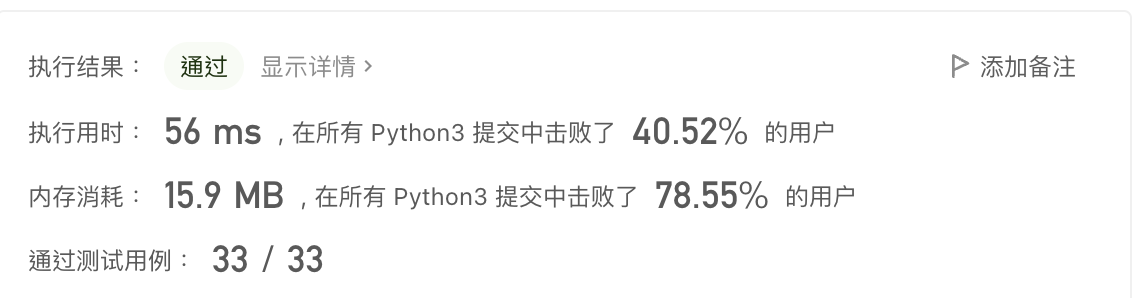 执行结果： 通过 显示详情 > 添加备注
执行用时： 56 ms , 在所有 Python3 提交中击败了 40.52% 的用户
内存消耗： 15.9 MB , 在所有 Python3 提交中击败了 78.55% 的用户
通过测试用例： 33 / 33